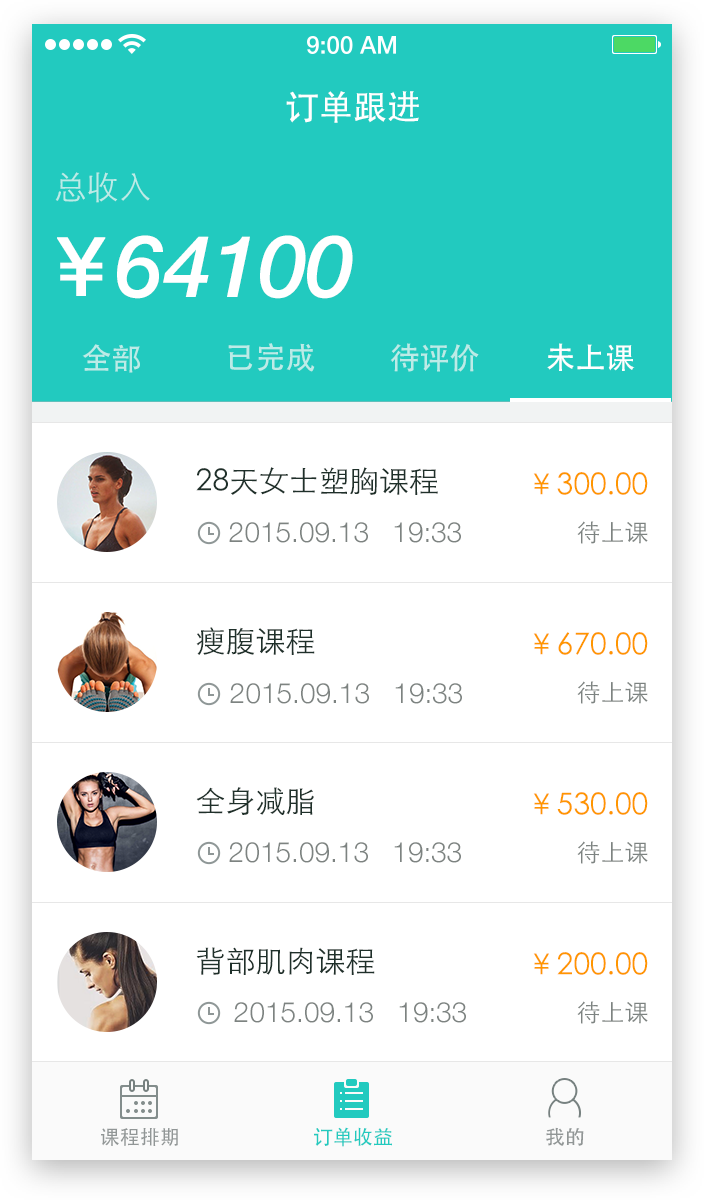 9:00 AM
订单跟进
总收入
￥64100
全部 已完成 待评价 未上课
28天女士塑胸课程 ￥300.00
2015.09.13 19:33 待上课
瘦腹课程 ￥670.00
2015.09.13 19:33 待上课
全身减脂 ￥530.00
2015.09.13 19:33 待上课
背部肌肉课程 ￥200.00
2015.09.13 19:33 待上课
课程排期 订单收益 我的